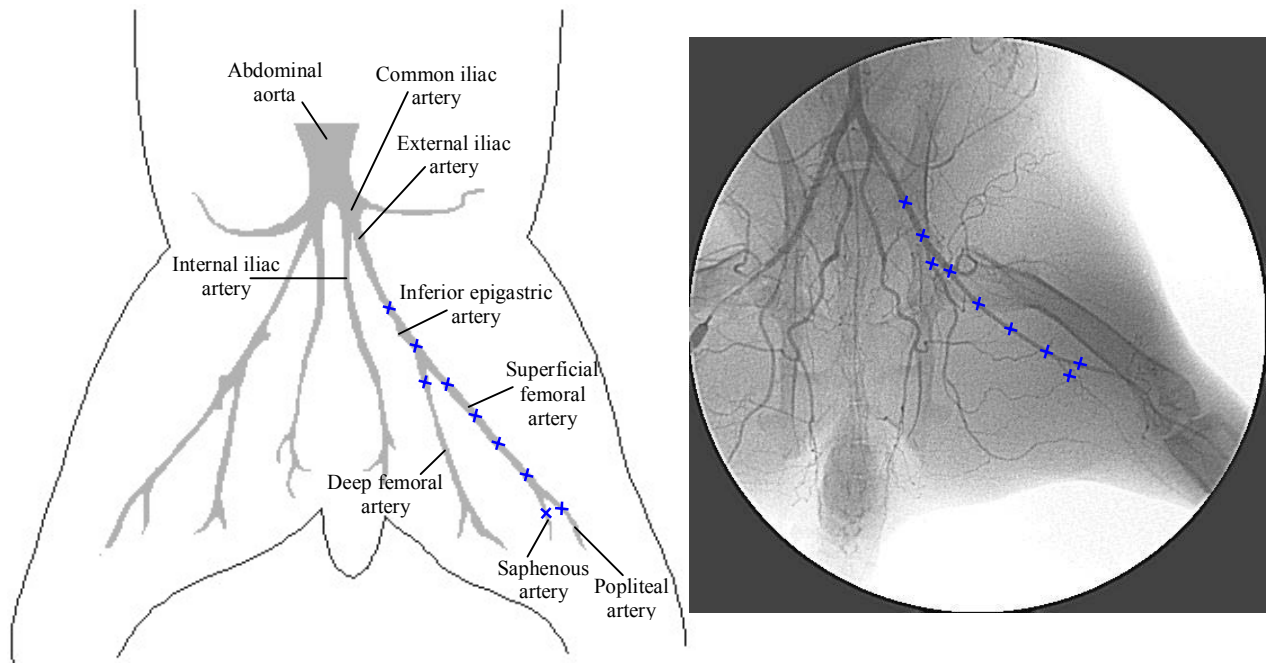 Abdominal
aorta
Common iliac
artery
External iliac
artery
Internal iliac
artery
Inferior epigastric
artery
Superficial
femoral
artery
Deep femoral
artery
Saphenous
artery
Popliteal
artery